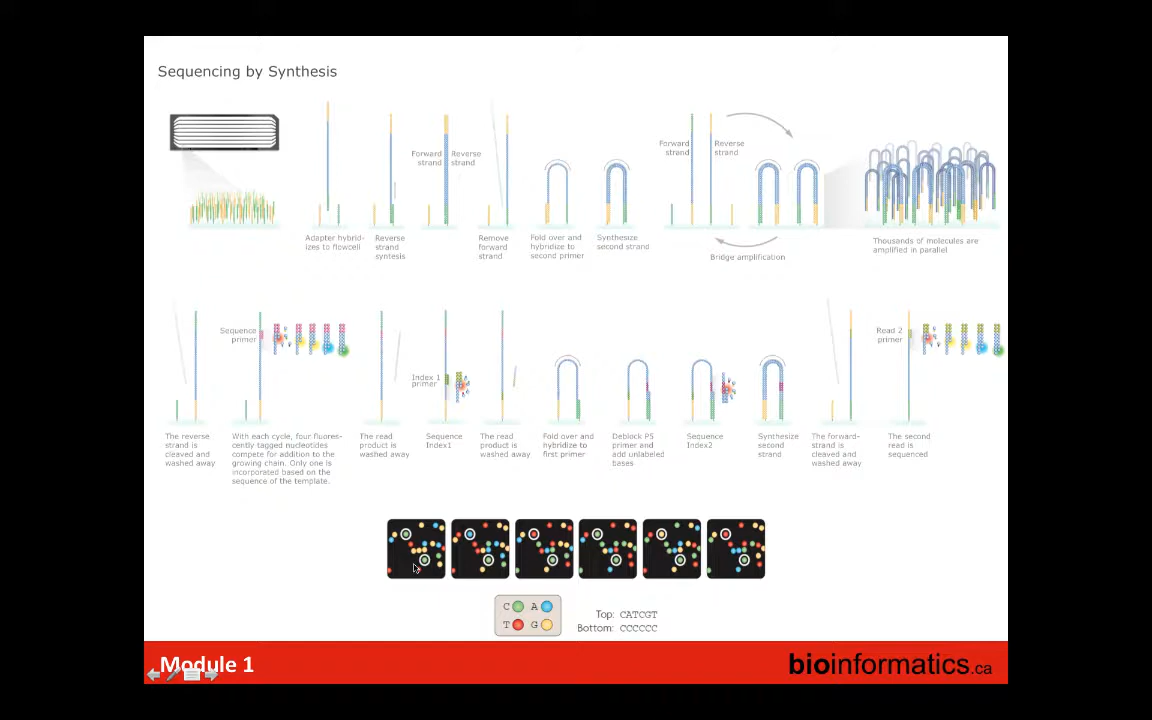 Sequencing by Synthesis
Forward
strand
Reverse
strand
Forward
strand
Reverse
strand
Adapter hybrid-
izes to flowcell
Reverse
strand
syntesis
Remove
forward
strand
Fold over and
hybridize to
second primer
Synthesize
second strand
Bridge amplification
Thousands of molecules are
amplified in parallel
Sequence
primer
Index 1
primer
Read 2
primer
The reverse
strand is
cleaved and
washed away
With each cycle, four fluores-
cently tagged nucleotides
compete for addition to the
growing chain. Only one is
incorporated based on the
sequence of the template.
The read
product is
washed away
Sequence
Index1
The read
product is
washed away
Fold over and
hybridize to
first primer
Deblock P5
primer and
add unlabeled
bases
Sequence
Index2
Synthesize
second
strand
The forward-
strand is
cleaved and
washed away
The second
read is
sequenced
C A
T G
Top: CATCGT
Bottom: CCCCCC
Module 1
bioinformatics.ca